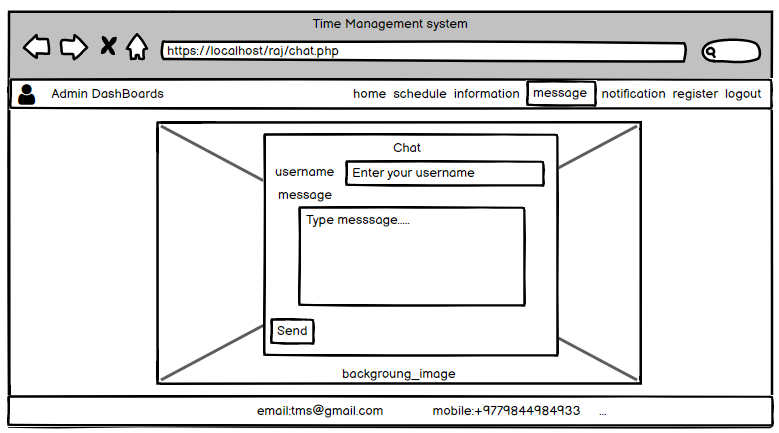 Time Management system
https://localhost/raj/chat.php
Admin DashBoards home schedule information message notification register logout
Chat
username Enter your username
message
Type messsage.....
Send
backgroung_image
email:tms@gmail.com mobile:+9779844984933 ...